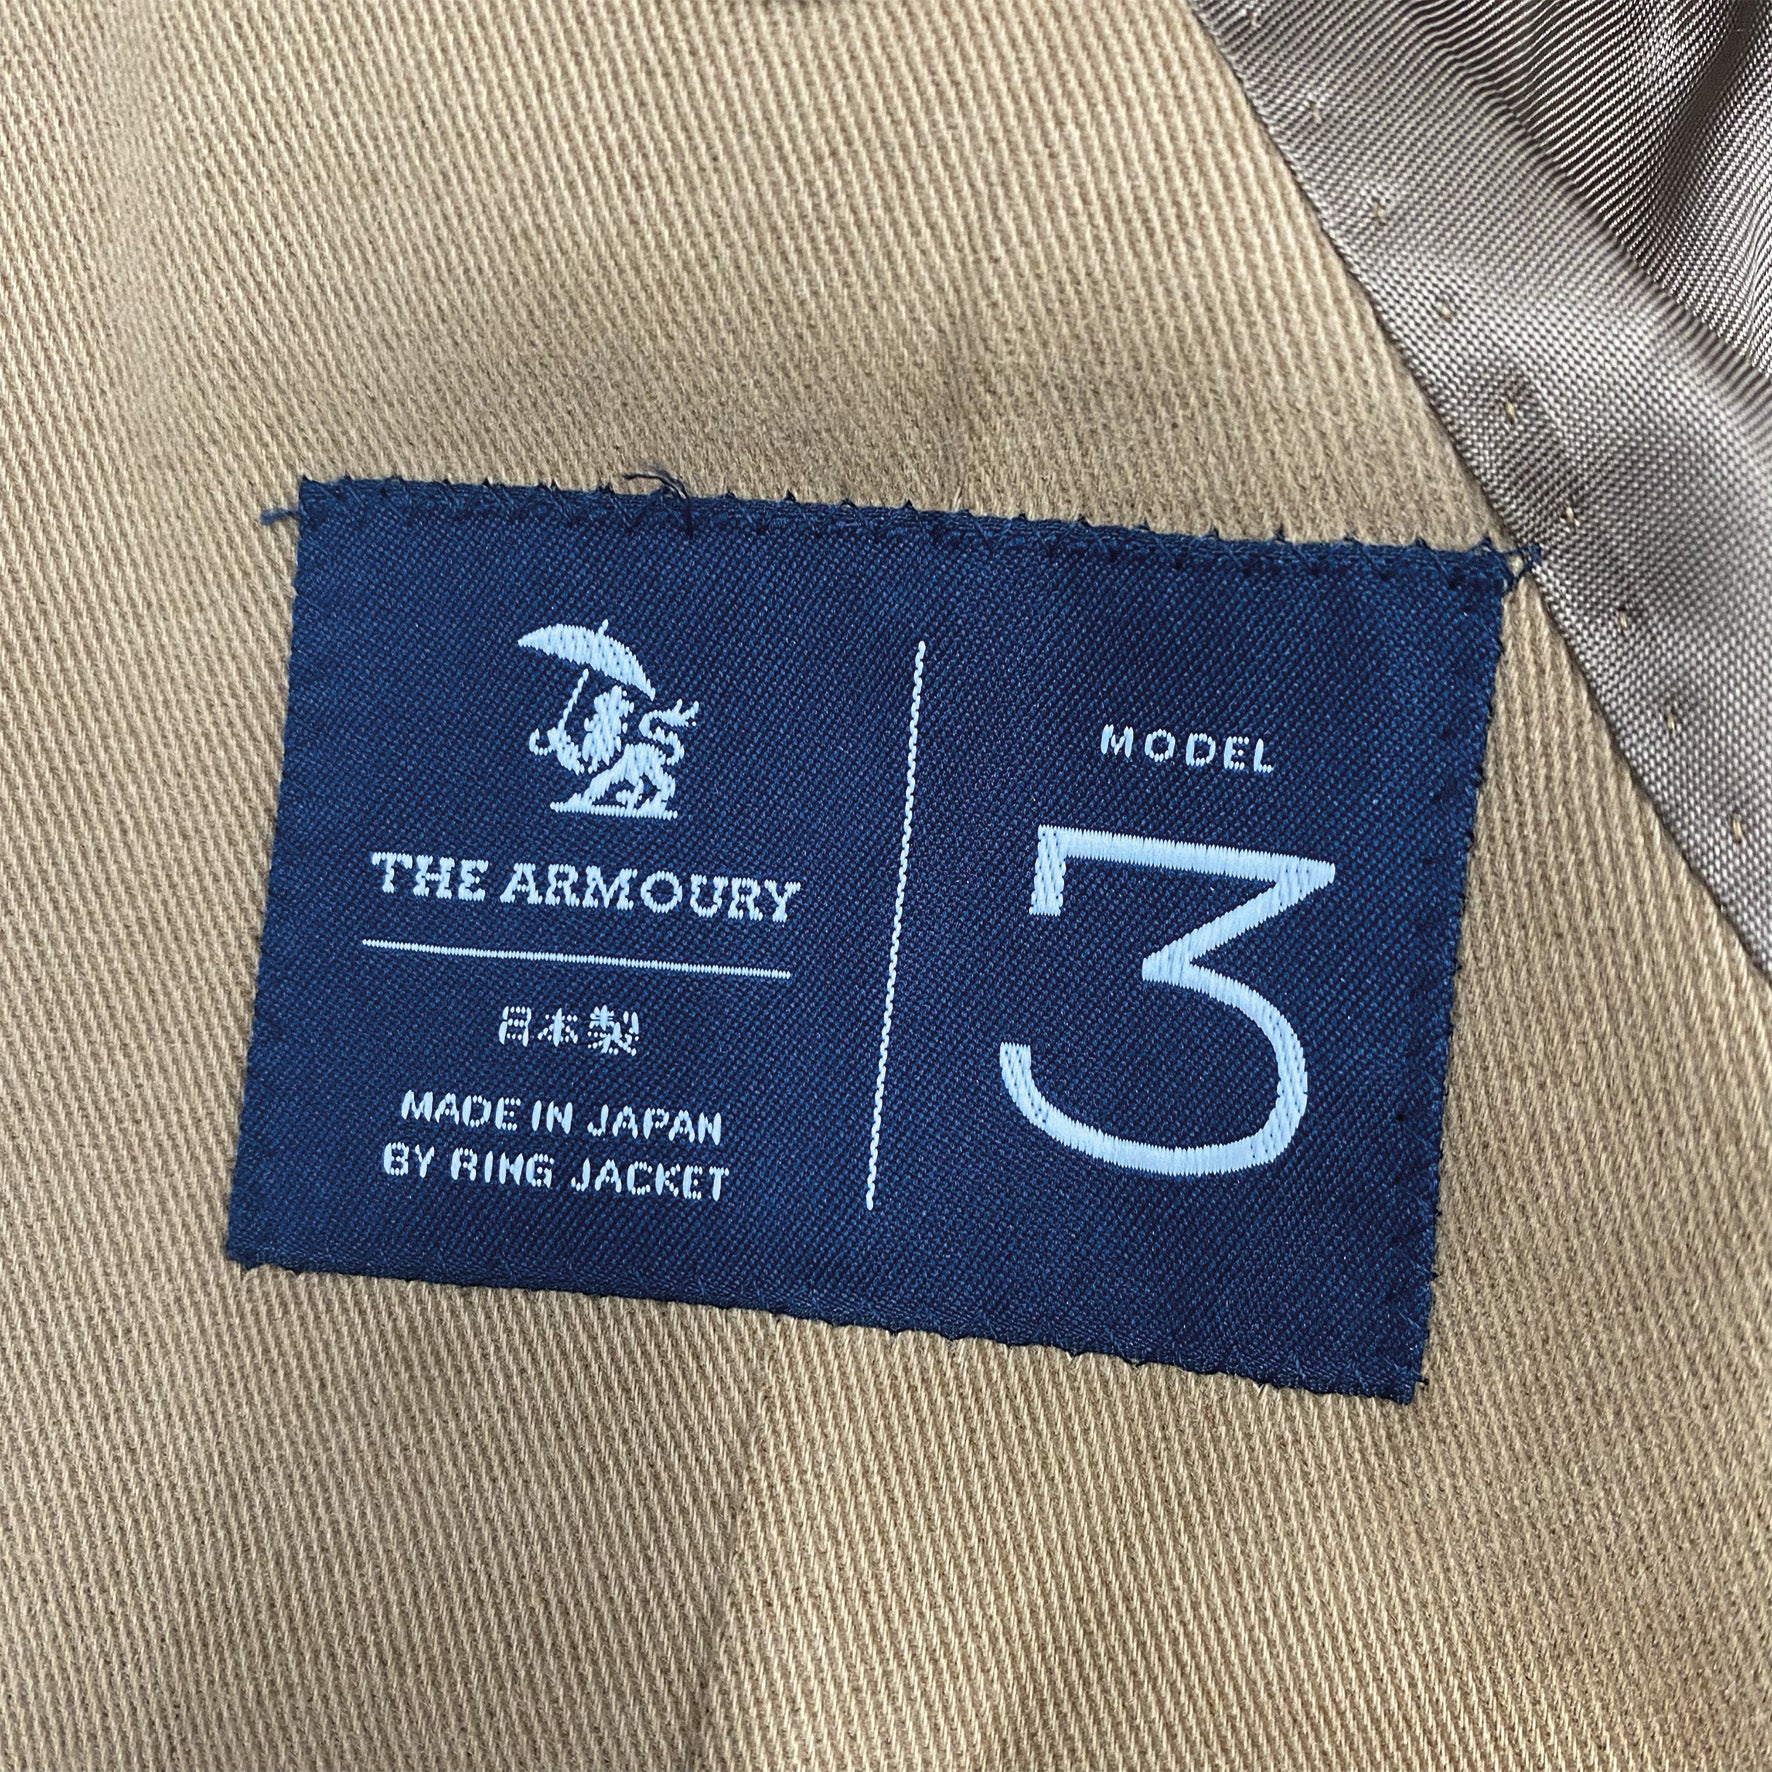 THE ARMOURY
日本製
MADE IN JAPAN
BY RING JACKET
MODEL
3